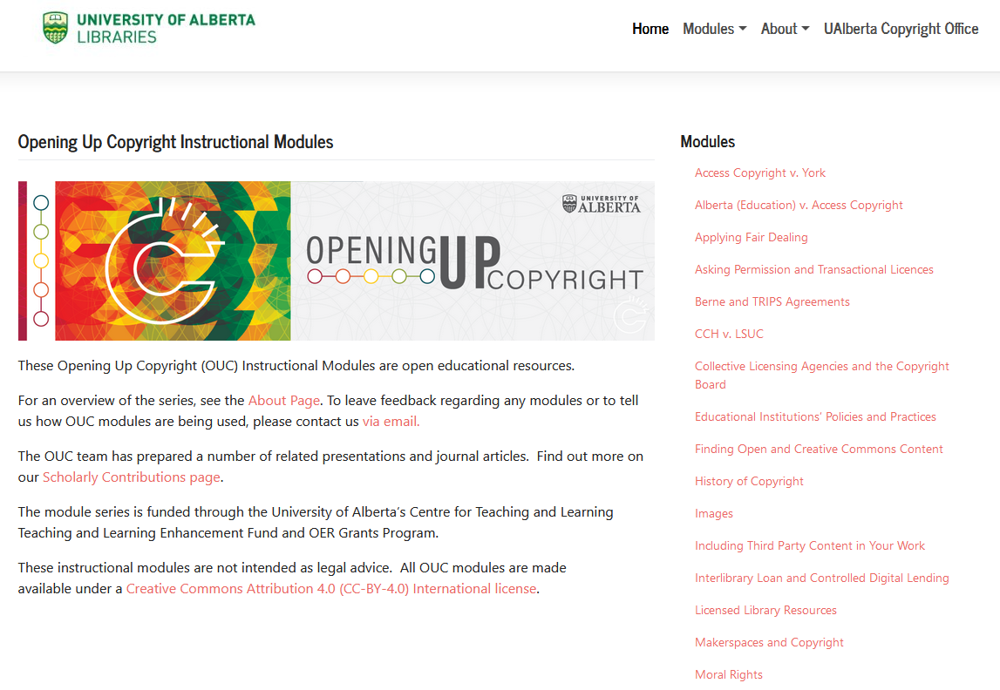 UNIVERSITY OF ALBERTA
LIBRARIES
Home Modules About UAlberta Copyright Office
Opening Up Copyright Instructional Modules
UNIVERSITY OF
ALBERTA
OPENING UP COPYRIGHT
These Opening Up Copyright (OUC) Instructional Modules are open educational resources.
For an overview of the series, see the About Page. To leave feedback regarding any modules or to tell
us how OUC modules are being used, please contact us via email.
The OUC team has prepared a number of related presentations and journal articles.  Find out more on
our Scholarly Contributions page.
The module series is funded through the University of Alberta’s Centre for Teaching and Learning
Teaching and Learning Enhancement Fund and OER Grants Program.
These instructional modules are not intended as legal advice.  All OUC modules are made
available under a Creative Commons Attribution 4.0 (CC-BY-4.0) International license.
Modules
Access Copyright v. York
Alberta (Education) v. Access Copyright
Applying Fair Dealing
Asking Permission and Transactional Licences
Berne and TRIPS Agreements
CCH v. LSUC
Collective Licensing Agencies and the Copyright
Board
Educational Institutions’ Policies and Practices
Finding Open and Creative Commons Content
History of Copyright
Images
Including Third Party Content in Your Work
Interlibrary Loan and Controlled Digital Lending
Licensed Library Resources
Makerspaces and Copyright
Moral Rights